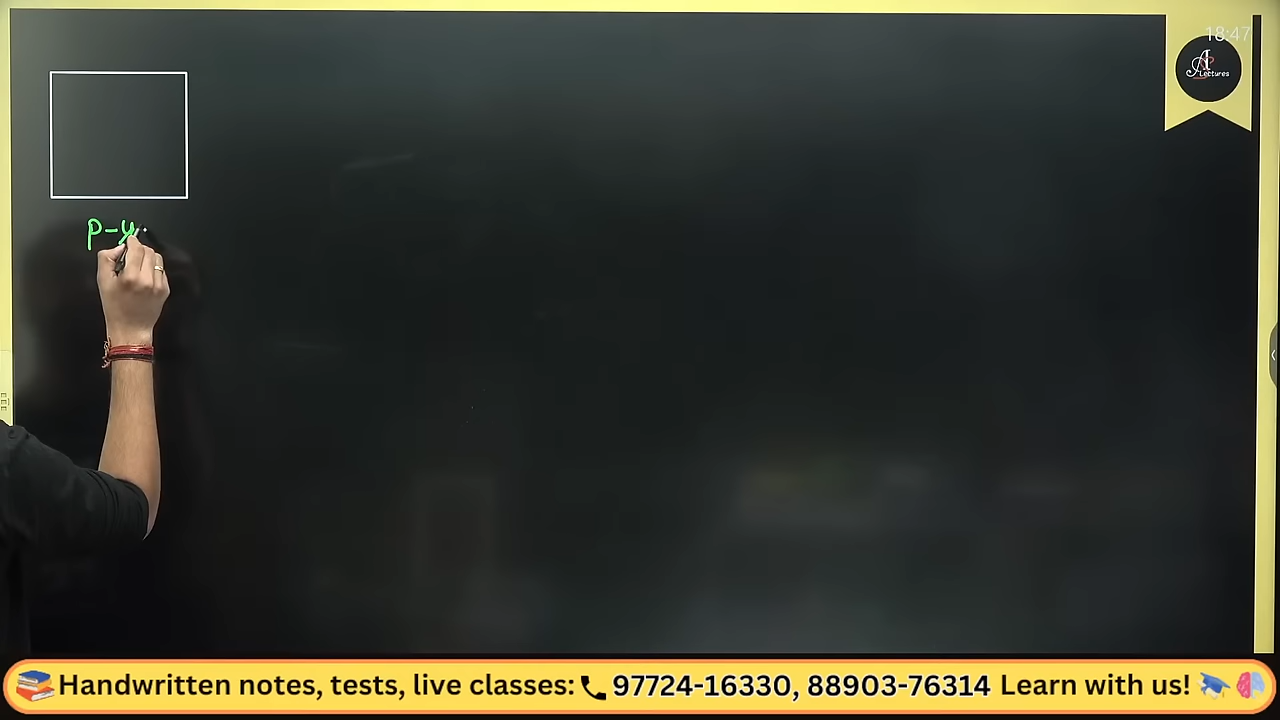 18:47
A
Lectures
P-y
Handwritten notes, tests, live classes: 97724-16330, 88903-76314 Learn with us!